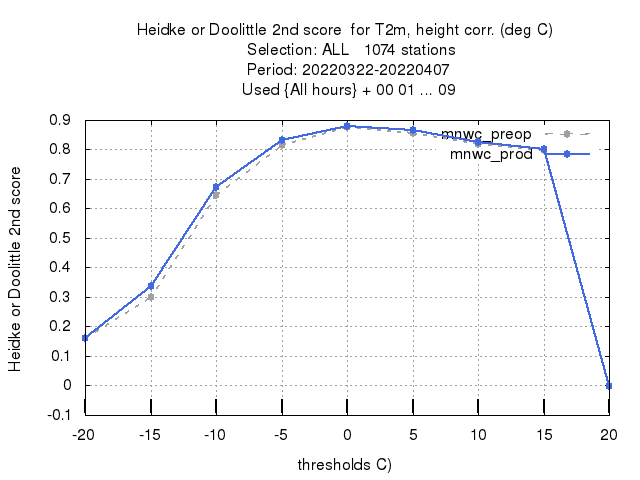 Heidke or Doolittle 2nd score  for T2m, height corr. (deg C)
Selection: ALL   1074 stations
Period: 20220322-20220407
Used {All hours} + 00 01 ... 09
Heidke or Doolittle 2nd score
0.9
0.8
0.7
0.6
0.5
0.4
0.3
0.2
0.1
0
-0.1
mnwc_preop
mnwc_prod
-20 -15 -10 -5 0 5 10 15 20
thresholds C)